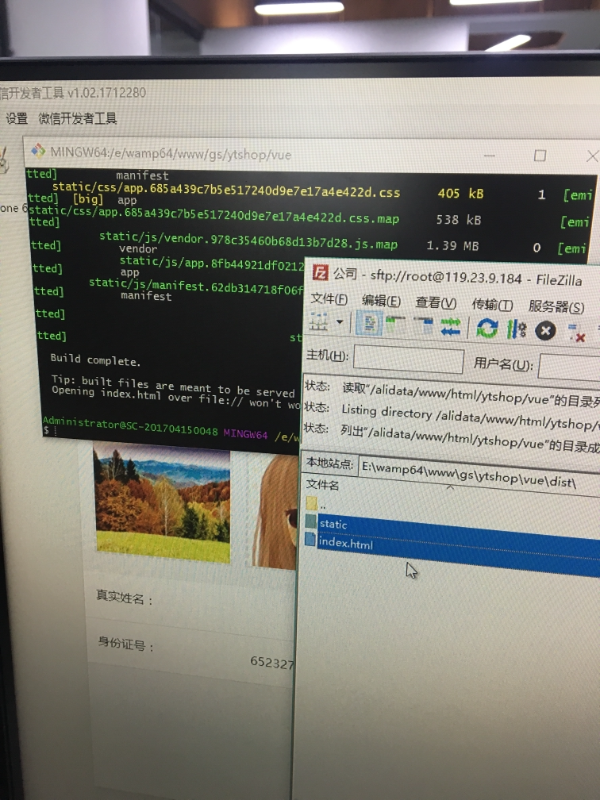 微信开发者工具 v1.02.1712280
设置 微信开发者工具
MINGW64:/e/wamp64/www/gs/ytshop/vue
tted] manifest
static/css/app.685a439c7b5e517240d9e7e17a4e422d.css 405 kB 1 [emi
tted] [big] app
static/css/app.685a439c7b5e517240d9e7e17a4e422d.css.map 538 kB [emi
tted]
static/js/vendor.978c35460b68d13b7d28.js.map 1.39 MB 0 [emi
tted] vendor
static/js/app.8fb44921df0212
tted] app
static/js/manifest.62db314718f06f
tted] manifest
tted]
st
tted]
Build complete.
Tip: built files are meant to be served
Opening index.html over file:// won't wo
Administrator@SC-201704150048 MINGW64 /e/w
$
one 6
公司 - sftp://root@119.23.9.184 - FileZilla
文件(F) 编辑(E) 查看(V) 传输(T) 服务器(S)
主机(H): 用户名(U):
状态: 读取"/alidata/www/html/ytshop/vue"的目录列
状态: Listing directory /alidata/www/html/ytshop/v
状态: 列出"/alidata/www/html/ytshop/vue"的目录成
本地站点: E:\wamp64\www\gs\ytshop\vue\dist\
文件名
..
static
index.html
真实姓名：
身份证号：
652327